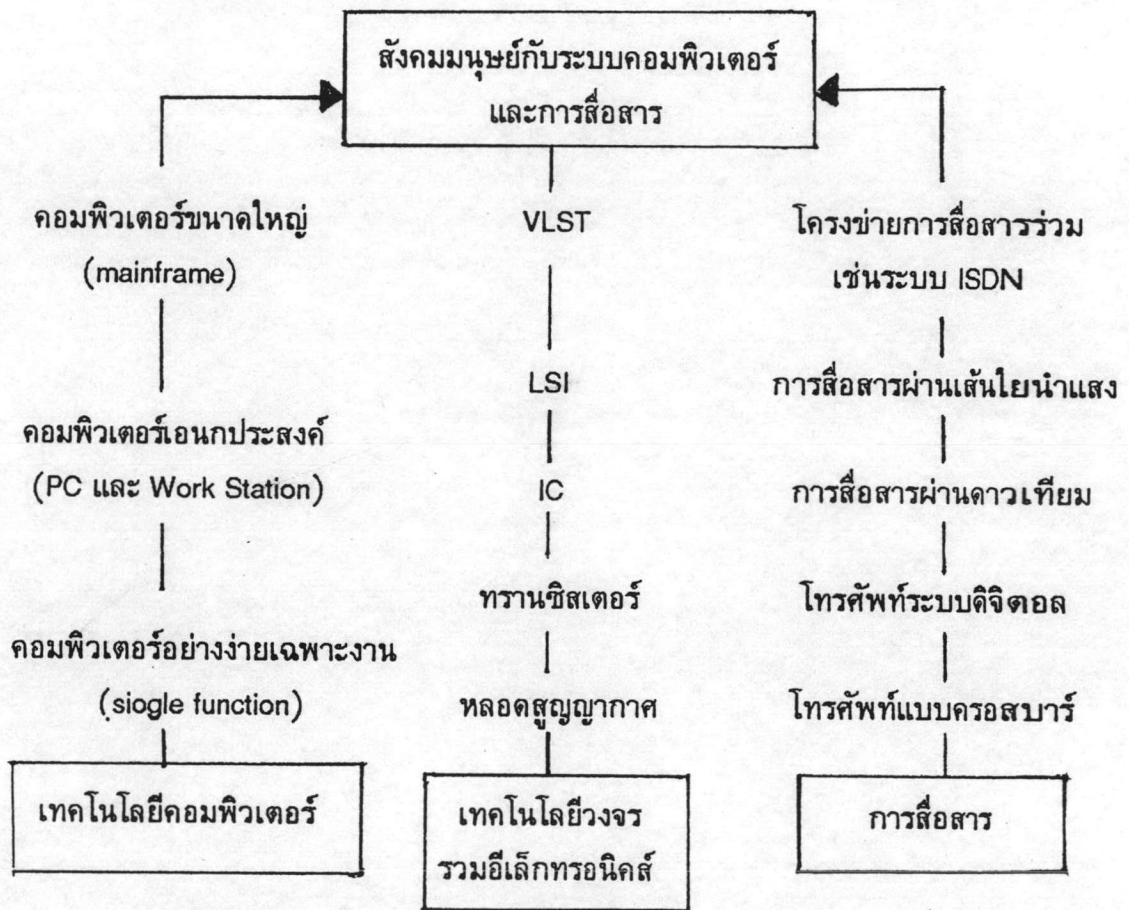 สังคมมนุษย์กับระบบคอมพิวเตอร์
และการสื่อสาร
คอมพิวเตอร์ขนาดใหญ่
(mainframe)
คอมพิวเตอร์เอนกประสงค์
(PC และ Work Station)
คอมพิวเตอร์อย่างง่ายเฉพาะงาน
(siogle function)
เทคโนโลยีคอมพิวเตอร์
VLST
LSI
IC
ทรานซิสเตอร์
หลอดสูญญากาศ
เทคโนโลยีวงจร
รวมอีเล็กทรอนิคส์
โครงข่ายการสื่อสารร่วม
เช่นระบบ ISDN
การสื่อสารผ่านเส้นใยนำแสง
การสื่อสารผ่านดาวเทียม
โทรศัพท์ระบบดิจิตอล
โทรศัพท์แบบครอสบาร์
การสื่อสาร